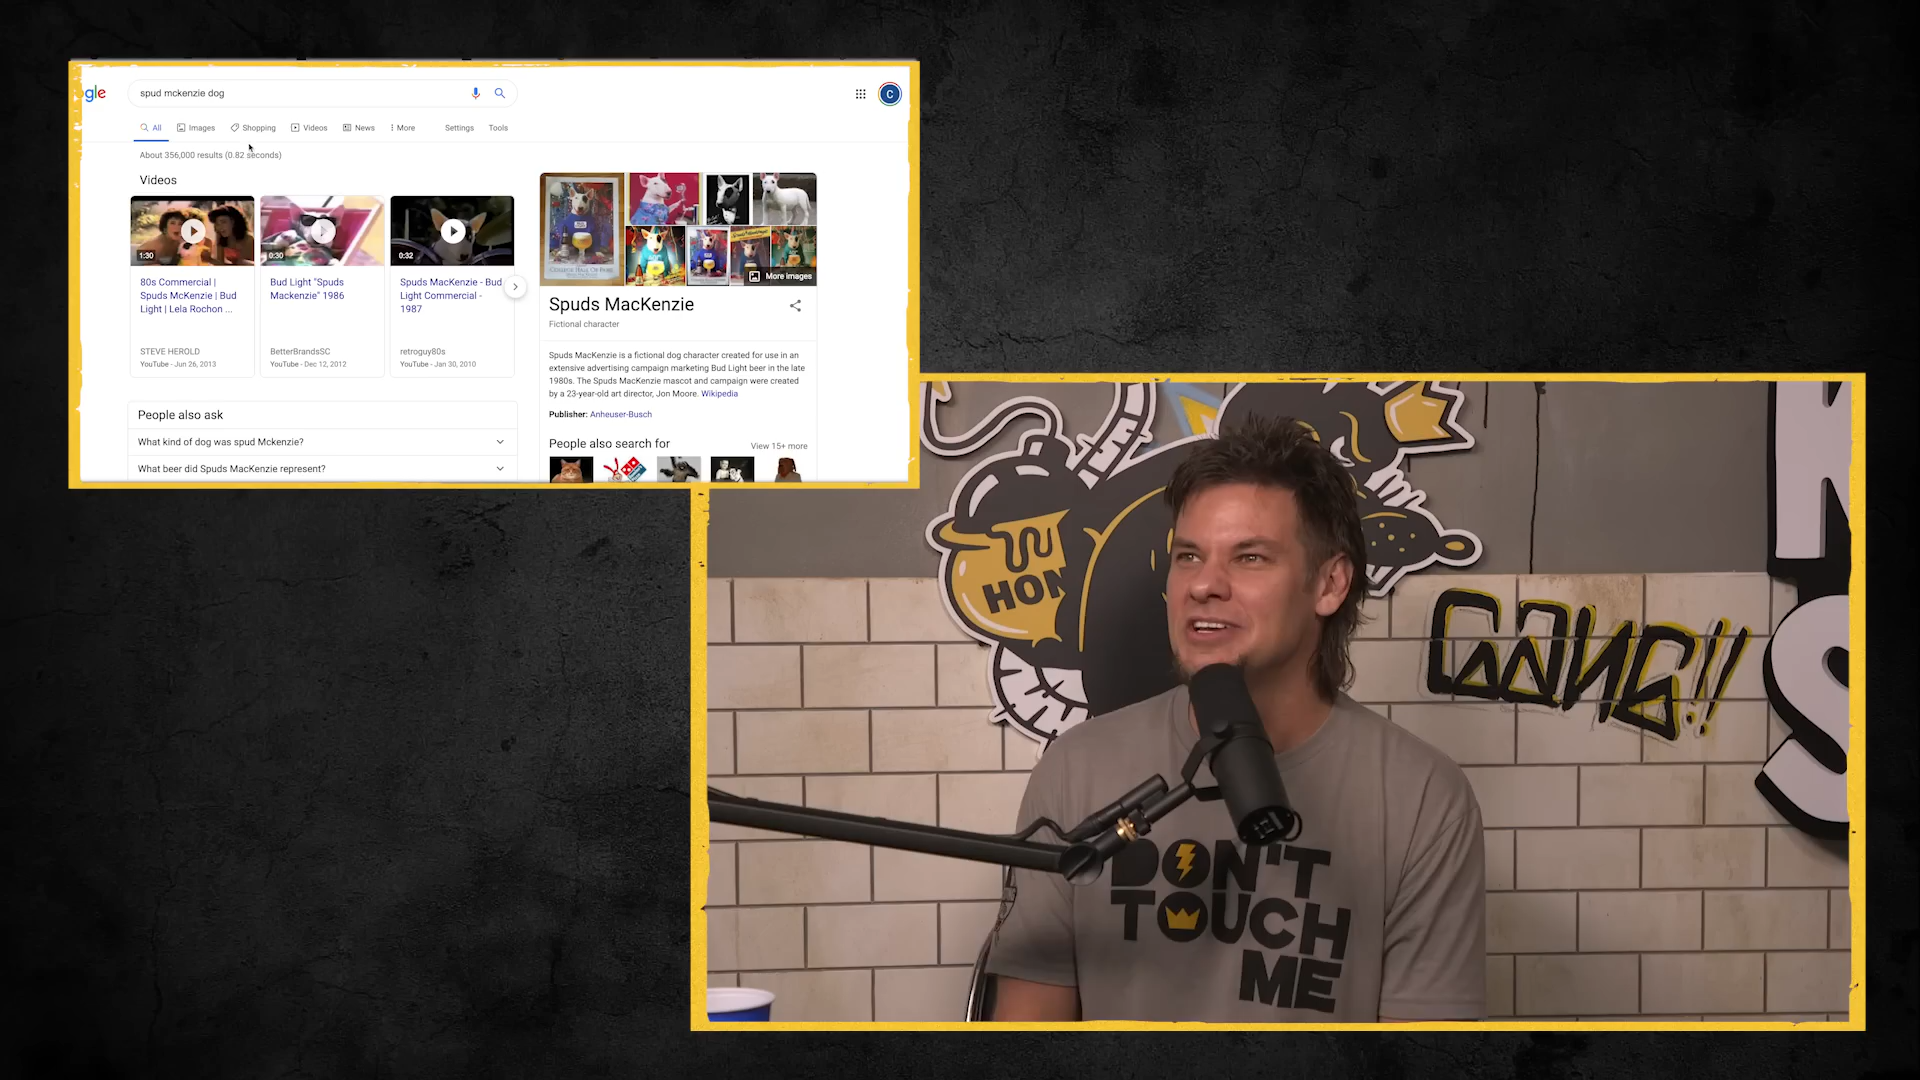 gle
spud mckenzie dog
C
All Images Shopping Videos News More Settings Tools
About 356,000 results (0.82 seconds)
Videos
1:30
0:30
0:32
80s Commercial |
Spuds McKenzie | Bud
Light | Lela Rochon ...
STEVE HEROLD
YouTube - Jun 26, 2013
Bud Light "Spuds
Mackenzie" 1986
BetterBrandsSC
YouTube - Dec 12, 2012
Spuds MacKenzie - Bud
Light Commercial -
1987
retroguy80s
YouTube - Jan 30, 2010
People also ask
What kind of dog was spud Mckenzie?
What beer did Spuds MacKenzie represent?
More images
Spuds MacKenzie
Fictional character
Spuds MacKenzie is a fictional dog character created for use in an
extensive advertising campaign marketing Bud Light beer in the late
1980s. The Spuds MacKenzie mascot and campaign were created
by a 23-year-old art director, Jon Moore. Wikipedia
Publisher: Anheuser-Busch
People also search for View 15+ more
HON
GANG!!
DON'T
TOUCH
ME